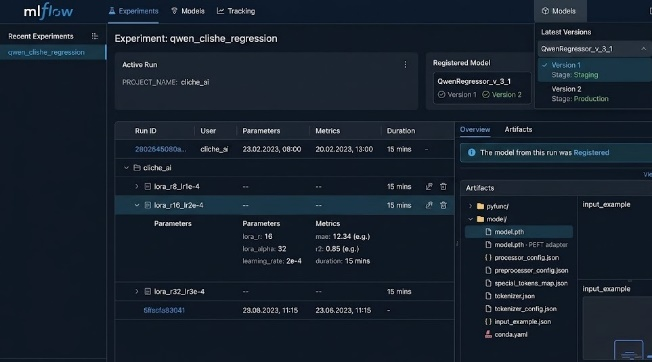 mlflow
Experiments
Models
Tracking
Models
Recent Experiments
qwen_clishe_regression
Experiment: qwen_clishe_regression
Active Run
PROJECT_NAME: cliche_ai
Registered Model
QwenRegressor_v_3_1
Version 1
Version 2
Latest Versions
QwenRegressor_v_3_1
Version 1
Stage: Staging
Version 2
Stage: Production
Run ID User Parameters Metrics Duration
2802645080a... cliche_ai 23.02.2023, 08:00 20.02.2023, 13:00 15 mins -
cliche_ai
lora_r8_lr1e-4 -- -- 15 mins
lora_r16_lr2e-4 -- -- 15 mins
Parameters Parameters Metrics
lora_r: 16 mae: 12.34 (e.g.)
lora_alpha: 32 r2: 0.85 (e.g.)
learning_rate: 2e-4 duration: 15 mins
lora_r32_lr3e-4 -- -- 15 mins
29.08.2023, 11:15 23.06.2023, 11:15 -
Overview Artifacts
The model from this run was Registered
Artifacts
pyfunc/
model/
model.pth
model.pth - PEFT adapter
processor_config.json
preprocessor_config.json
special_tokens_map.json
tokenizer.json
tokenizer_config.json
input_example.json
conda.yaml
input_example
input_example